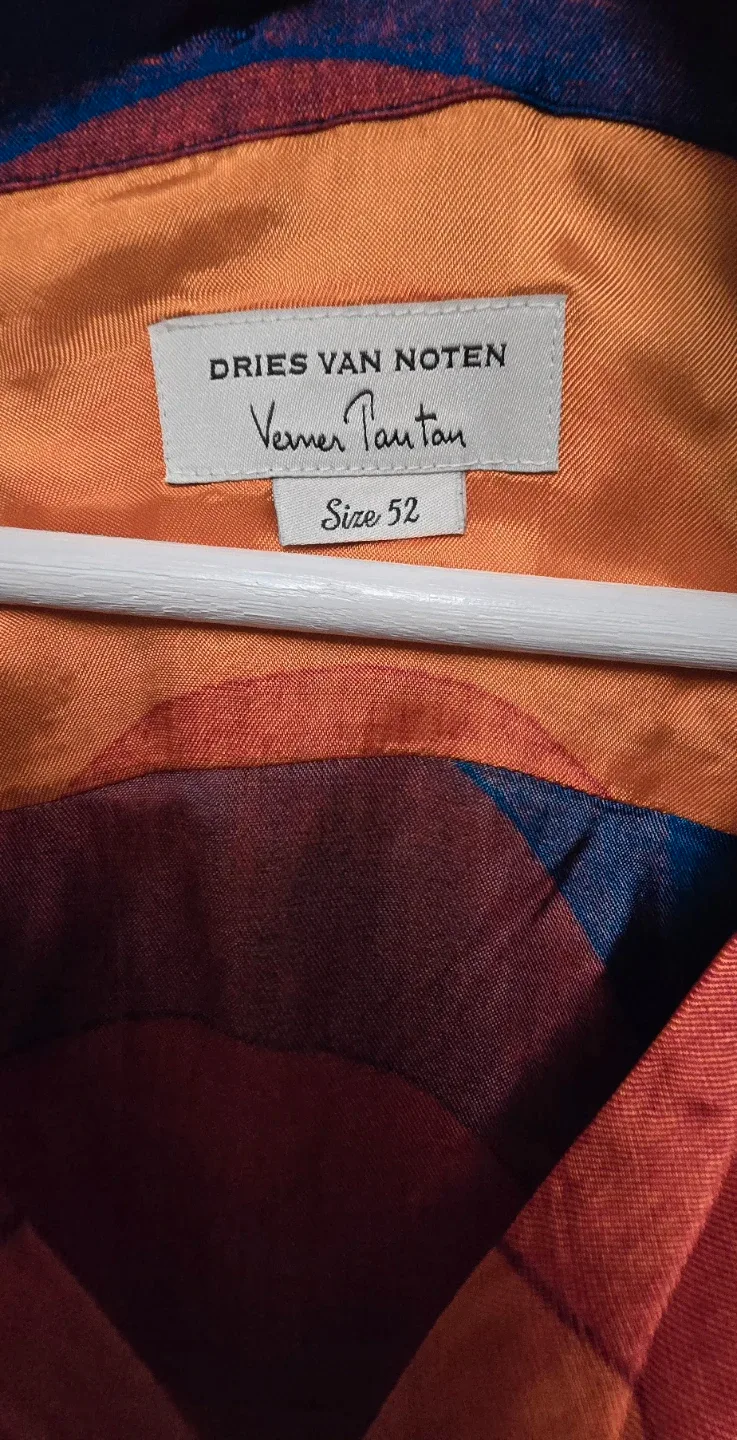 DRIES VAN NOTEN
Verner Panton
Size 52